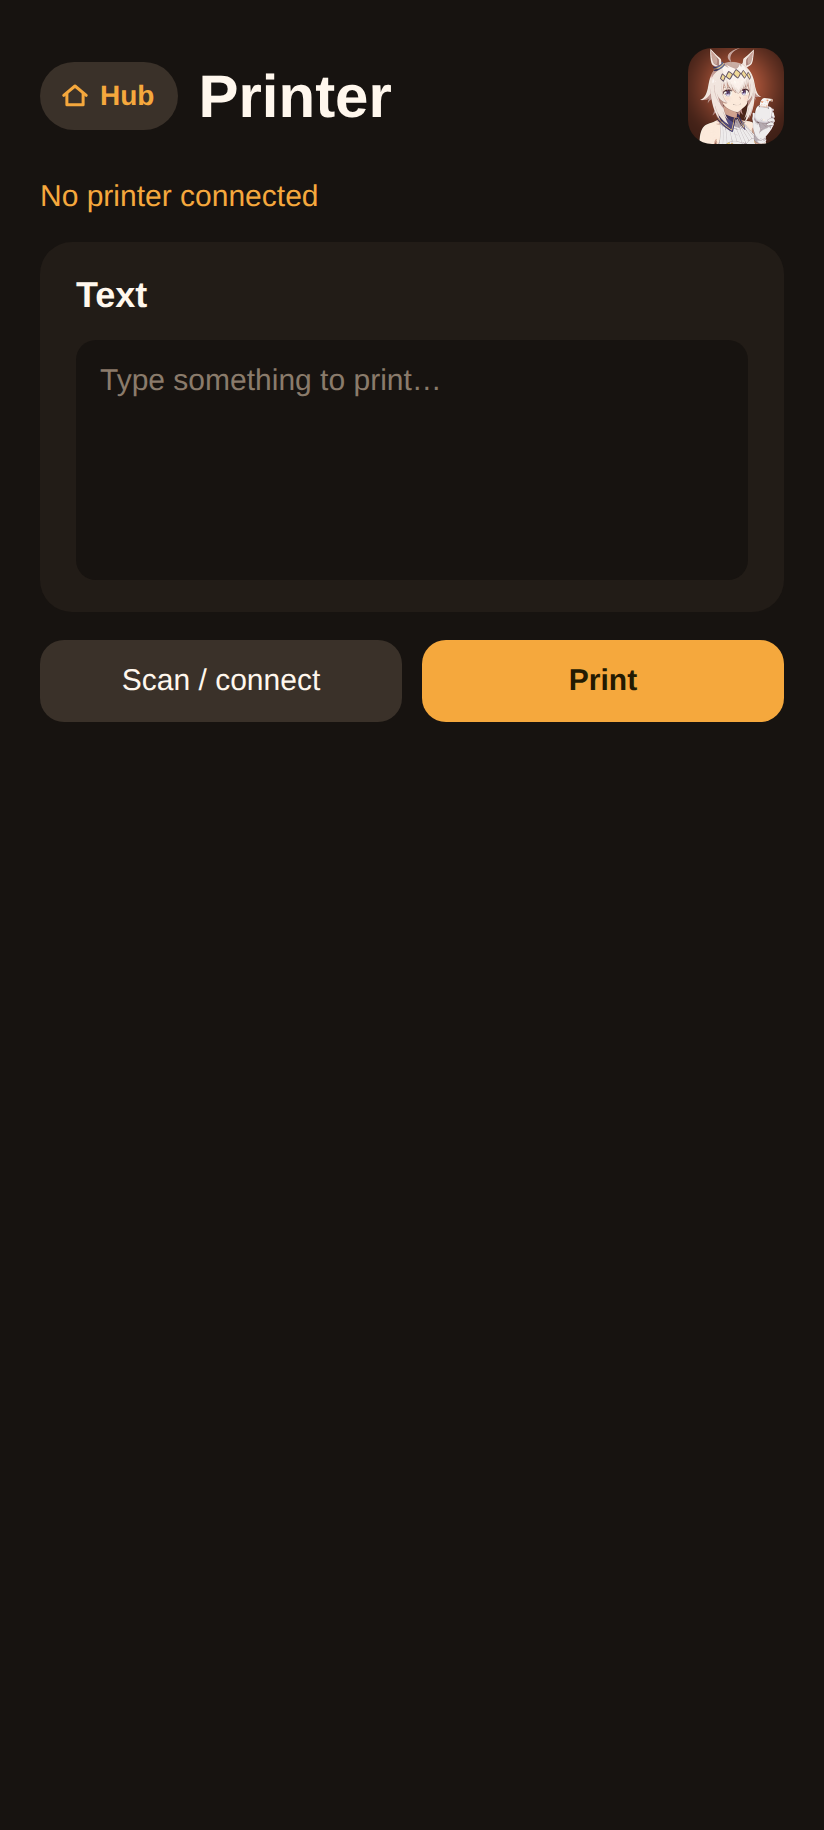 Hub
Printer
No printer connected
Text
Type something to print…
Scan / connect
Print